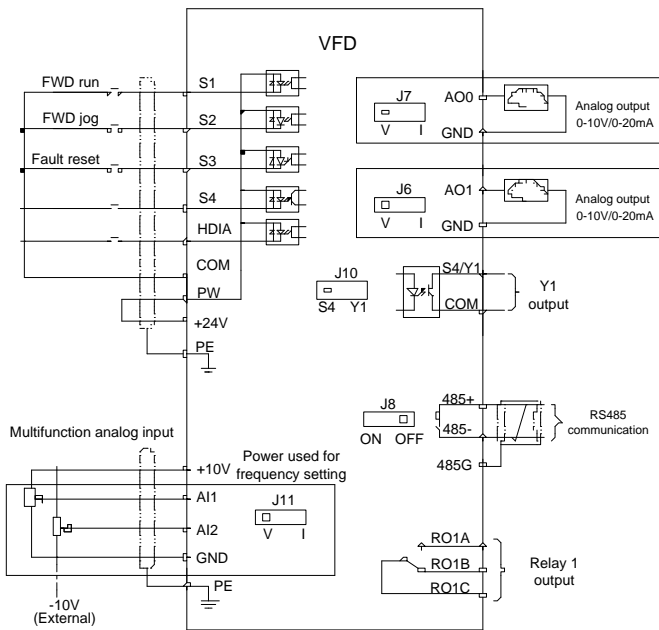 VFD
FWD run
S1
FWD jog
S2
Fault reset
S3
S4
HDIA
COM
PW
+24V
PE
J7
V I
AO0
GND
Analog output
0-10V/0-20mA
J6
V I
AO1
GND
Analog output
0-10V/0-20mA
J10
S4 Y1
S4/Y1
COM
Y1
output
J8
ON OFF
485+
485-
485G
RS485
communication
Multifunction analog input
Power used for
frequency setting
+10V
AI1
AI2
GND
J11
V I
PE
-10V
(External)
RO1A
RO1B
RO1C
Relay 1
output